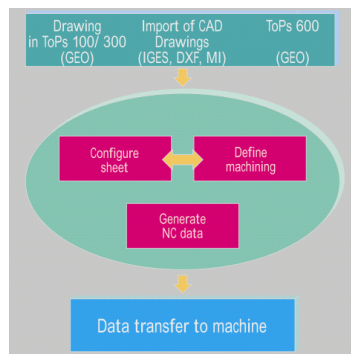 Drawing
in ToPs 100/ 300
(GEO)
Import of CAD
Drawings
(IGES, DXF, MI)
ToPs 600
(GEO)
Configure
sheet
Define
machining
Generate
NC data
Data transfer to machine